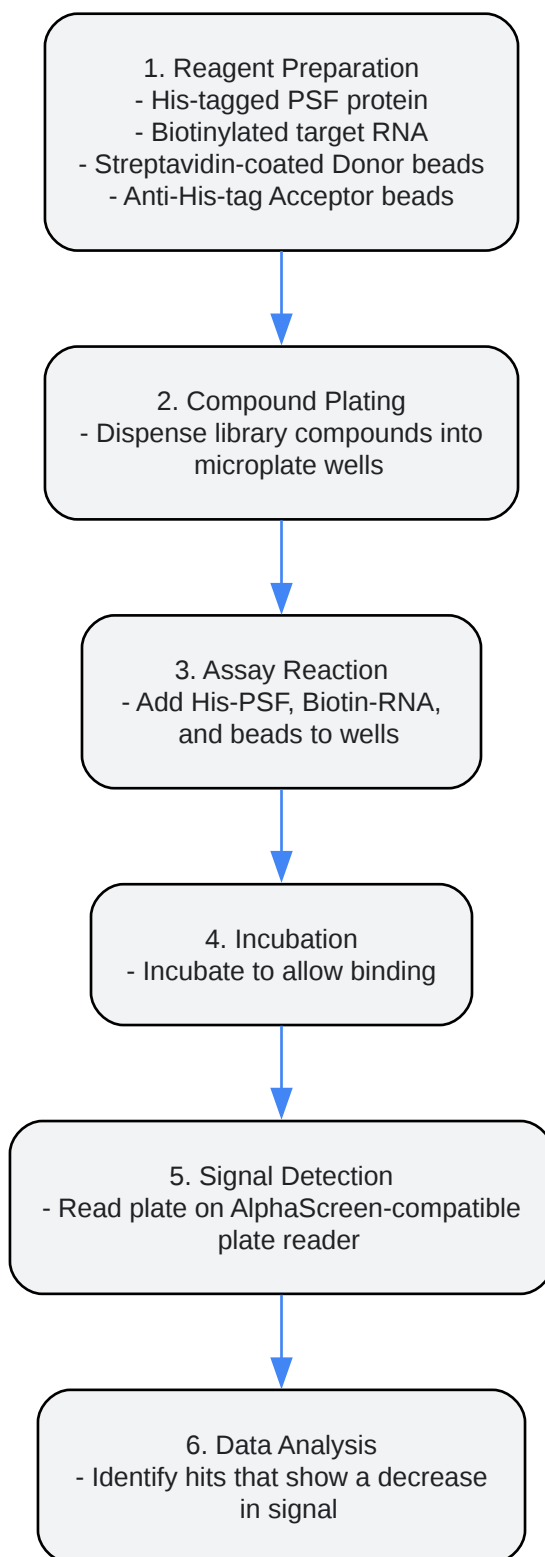 1. Reagent Preparation
- His-tagged PSF protein
- Biotinylated target RNA
- Streptavidin-coated Donor beads
- Anti-His-tag Acceptor beads
2. Compound Plating
- Dispense library compounds into
microplate wells
3. Assay Reaction
- Add His-PSF, Biotin-RNA,
and beads to wells
4. Incubation
- Incubate to allow binding
5. Signal Detection
- Read plate on AlphaScreen-compatible
plate reader
6. Data Analysis
- Identify hits that show a decrease
in signal